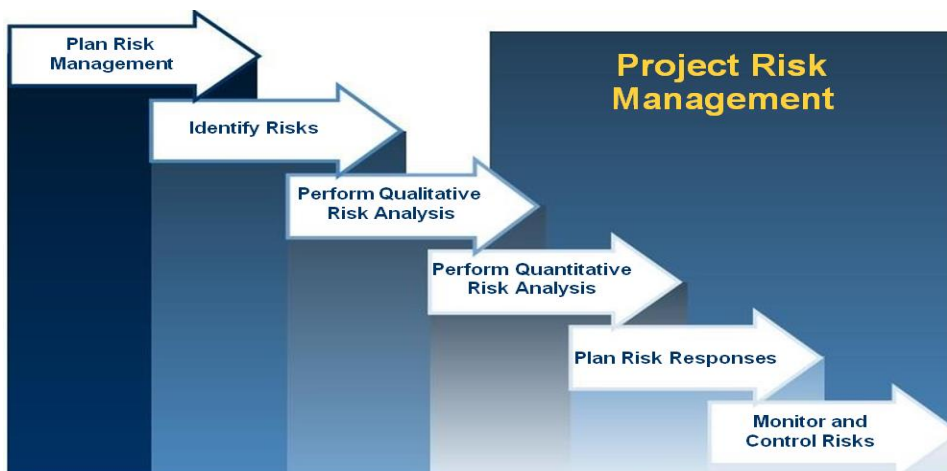 Plan Risk
Management
Project Risk
Management
Identify Risks
Perform Qualitative
Risk Analysis
Perform Quantitative
Risk Analysis
Plan Risk Responses
Monitor and
Control Risks